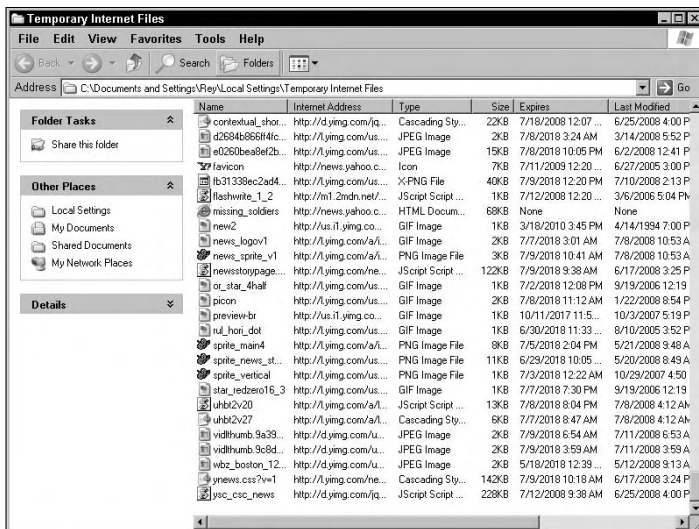 Temporary Internet Files
File Edit View Favorites Tools Help
Back Search Folders
Address C:\Documents and Settings\Rey\Local Settings\Temporary Internet Files Go
Folder Tasks
Share this folder
Other Places
Local Settings
My Documents
Shared Documents
My Network Places
Details
Name Internet Address Type Size Expires Last Modified
contextual_shor... http://d.yimg.com/jq... Cascading Sty... 22KB 7/18/2008 12:07 ... 6/25/2008 4:00 P
d2684b866ff4fc... http://l.yimg.com/us.... JPEG Image 2KB 7/8/2018 3:24 AM 3/14/2008 5:52 P
e0260bea8ef2b... http://l.yimg.com/us.... JPEG Image 15KB 7/8/2018 10:05 PM 6/2/2008 12:41 P
favicon http://news.yahoo.c... Icon 7KB 7/11/2009 12:20 ... 6/27/2005 3:00 P
fb31338ec2ad4... http://l.yimg.com/us.... X-PNG File 40KB 7/9/2018 12:20 PM 7/10/2008 2:13 P
flashwrite_1_2 http://m1.2mdn.net/... JScript Script ... 1KB 7/12/2008 12:20 ... 3/6/2006 5:04 PM
missing_soldiers http://news.yahoo.c... HTML Docum... 68KB None None
new2 http://us.i1.yimg.co... GIF Image 1KB 3/18/2010 3:45 PM 4/14/1994 7:00 P
news_logov1 http://l.yimg.com/a/i... GIF Image 2KB 7/7/2018 3:01 AM 7/8/2008 10:53 A
news_sprite_v1 http://l.yimg.com/a/i... PNG Image File 3KB 7/9/2018 10:41 AM 7/8/2008 10:53 A
newsstorypage.... http://l.yimg.com/ne... JScript Script ... 122KB 7/9/2018 9:38 AM 6/17/2008 3:25 P
or_star_4half http://l.yimg.com/us.... GIF Image 1KB 7/2/2018 12:08 PM 9/19/2006 12:19
picon http://l.yimg.com/us.... GIF Image 2KB 7/8/2018 11:12 AM 1/22/2008 8:54 P
preview-br http://us.i1.yimg.co... GIF Image 1KB 10/11/2017 11:5... 10/3/2007 5:19 P
rul_hori_dot http://l.yimg.com/us.... GIF Image 1KB 6/30/2018 11:33 ... 8/10/2005 3:52 P
sprite_main4 http://l.yimg.com/a/i... PNG Image File 8KB 7/5/2018 2:04 PM 5/21/2008 9:48 A
sprite_news_st... http://l.yimg.com/us.... PNG Image File 11KB 6/29/2018 10:05 ... 5/20/2008 8:49 A
sprite_vertical http://l.yimg.com/us.... PNG Image File 1KB 7/3/2018 12:22 AM 10/29/2007 4:50
star_redzero16_3 http://l.yimg.com/us.... GIF Image 1KB 7/7/2018 7:30 PM 9/19/2006 12:19
uhbt2v20 http://l.yimg.com/a/l... JScript Script ... 13KB 7/8/2018 8:04 PM 7/8/2008 4:12 AM
uhbt2v27 http://l.yimg.com/a/l... Cascading Sty... 6KB 7/7/2018 8:47 AM 7/8/2008 4:12 AM
vidlthumb.9a39... http://d.yimg.com/u... JPEG Image 2KB 7/9/2018 6:54 AM 7/11/2008 6:53 A
vidlthumb.9c8d... http://d.yimg.com/u... JPEG Image 2KB 7/9/2018 3:59 AM 7/11/2008 3:59 A
wbz_boston_12... http://d.yimg.com/us... JPEG Image 2KB 5/18/2018 12:39 ... 5/12/2008 9:13 A
ynews.css?v=1 http://l.yimg.com/ne... Cascading Sty... 142KB 7/9/2018 10:18 AM 6/17/2008 3:24 P
ysc_csc_news http://d.yimg.com/jq... JScript Script ... 228KB 7/12/2008 9:38 AM 6/25/2008 4:00 P